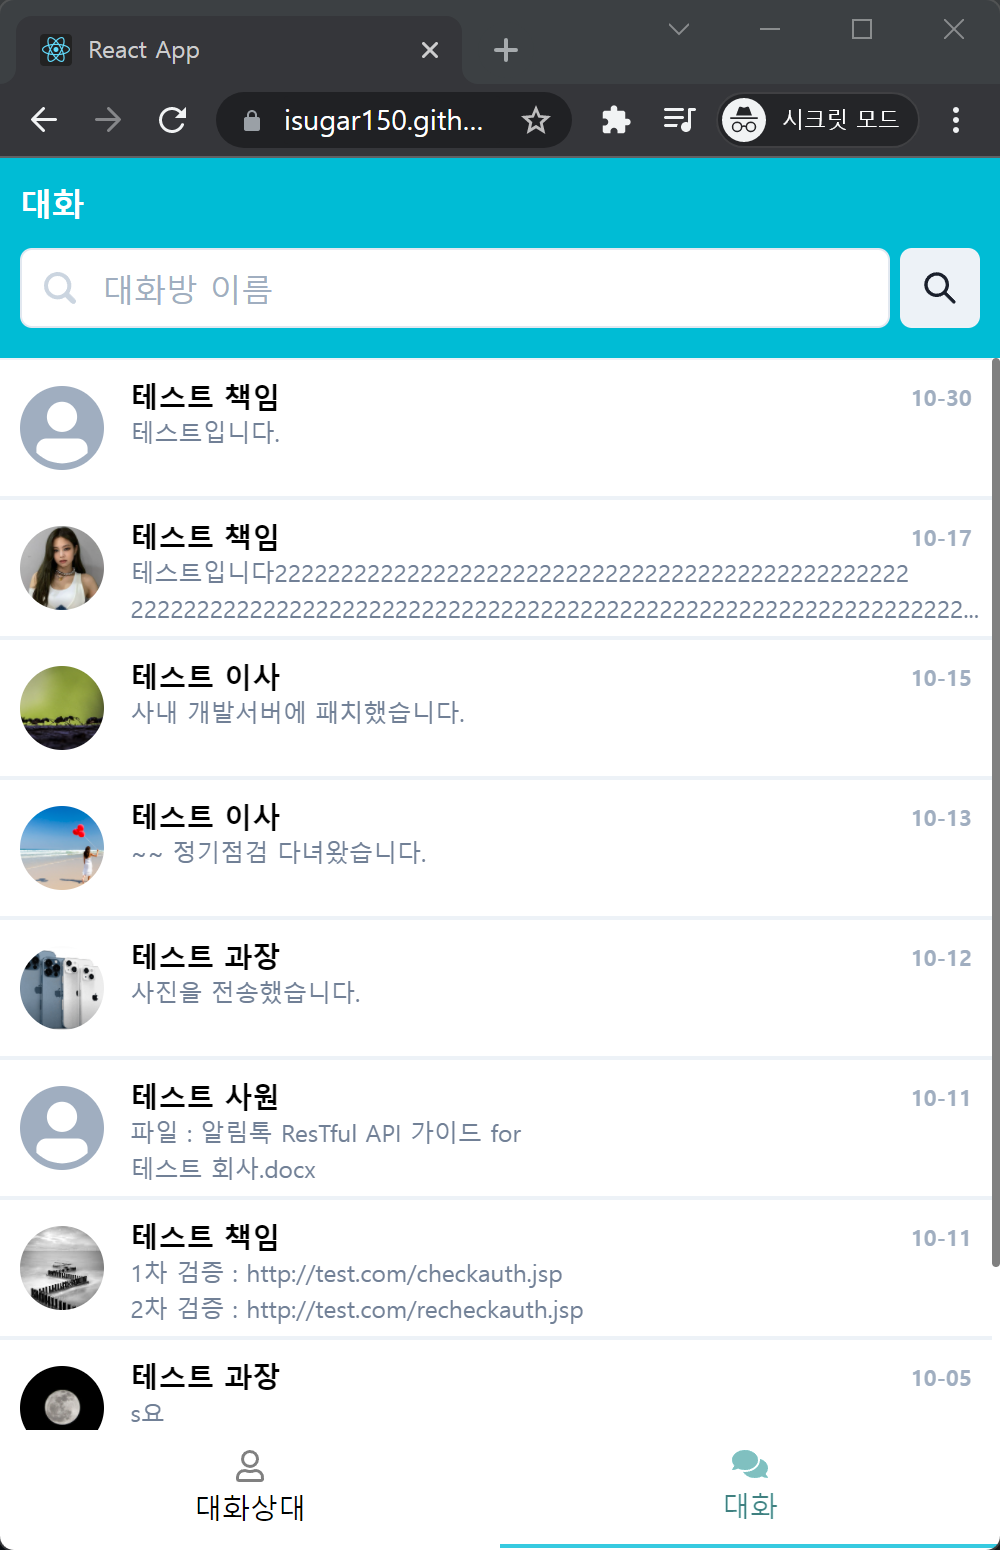 React App
isugar150.gith...
시크릿 모드
대화
대화방 이름
테스트 책임
10-30
테스트입니다.
테스트 책임
10-17
테스트입니다222222222222222222222222222222222222222222222222
222222222222222222222222222222222222222222222222222222222222222...
테스트 이사
10-15
사내 개발서버에 패치했습니다.
테스트 이사
10-13
~~ 정기점검 다녀왔습니다.
테스트 과장
10-12
사진을 전송했습니다.
테스트 사원
10-11
파일 : 알림톡 ResTful API 가이드 for
테스트 회사.docx
테스트 책임
10-11
1차 검증 : http://test.com/checkauth.jsp
2차 검증 : http://test.com/recheckauth.jsp
테스트 과장
10-05
s요
대화상대
대화